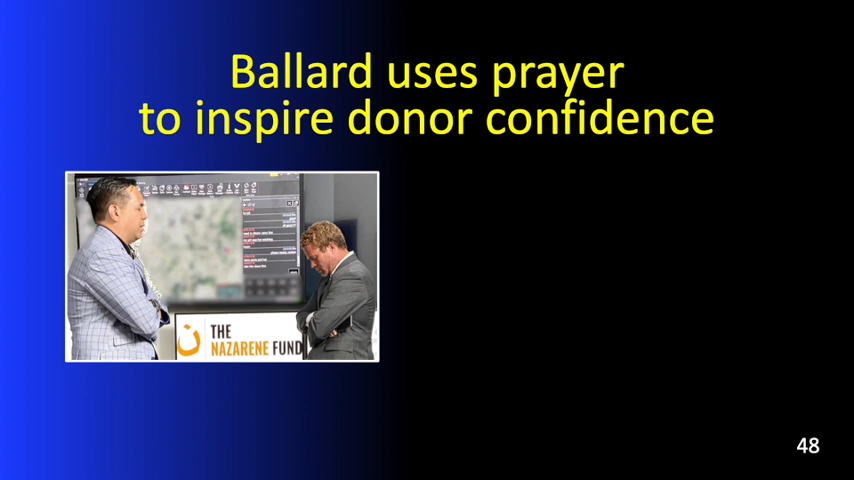 Ballard uses prayer
to inspire donor confidence
THE
NAZARENE FUND
48